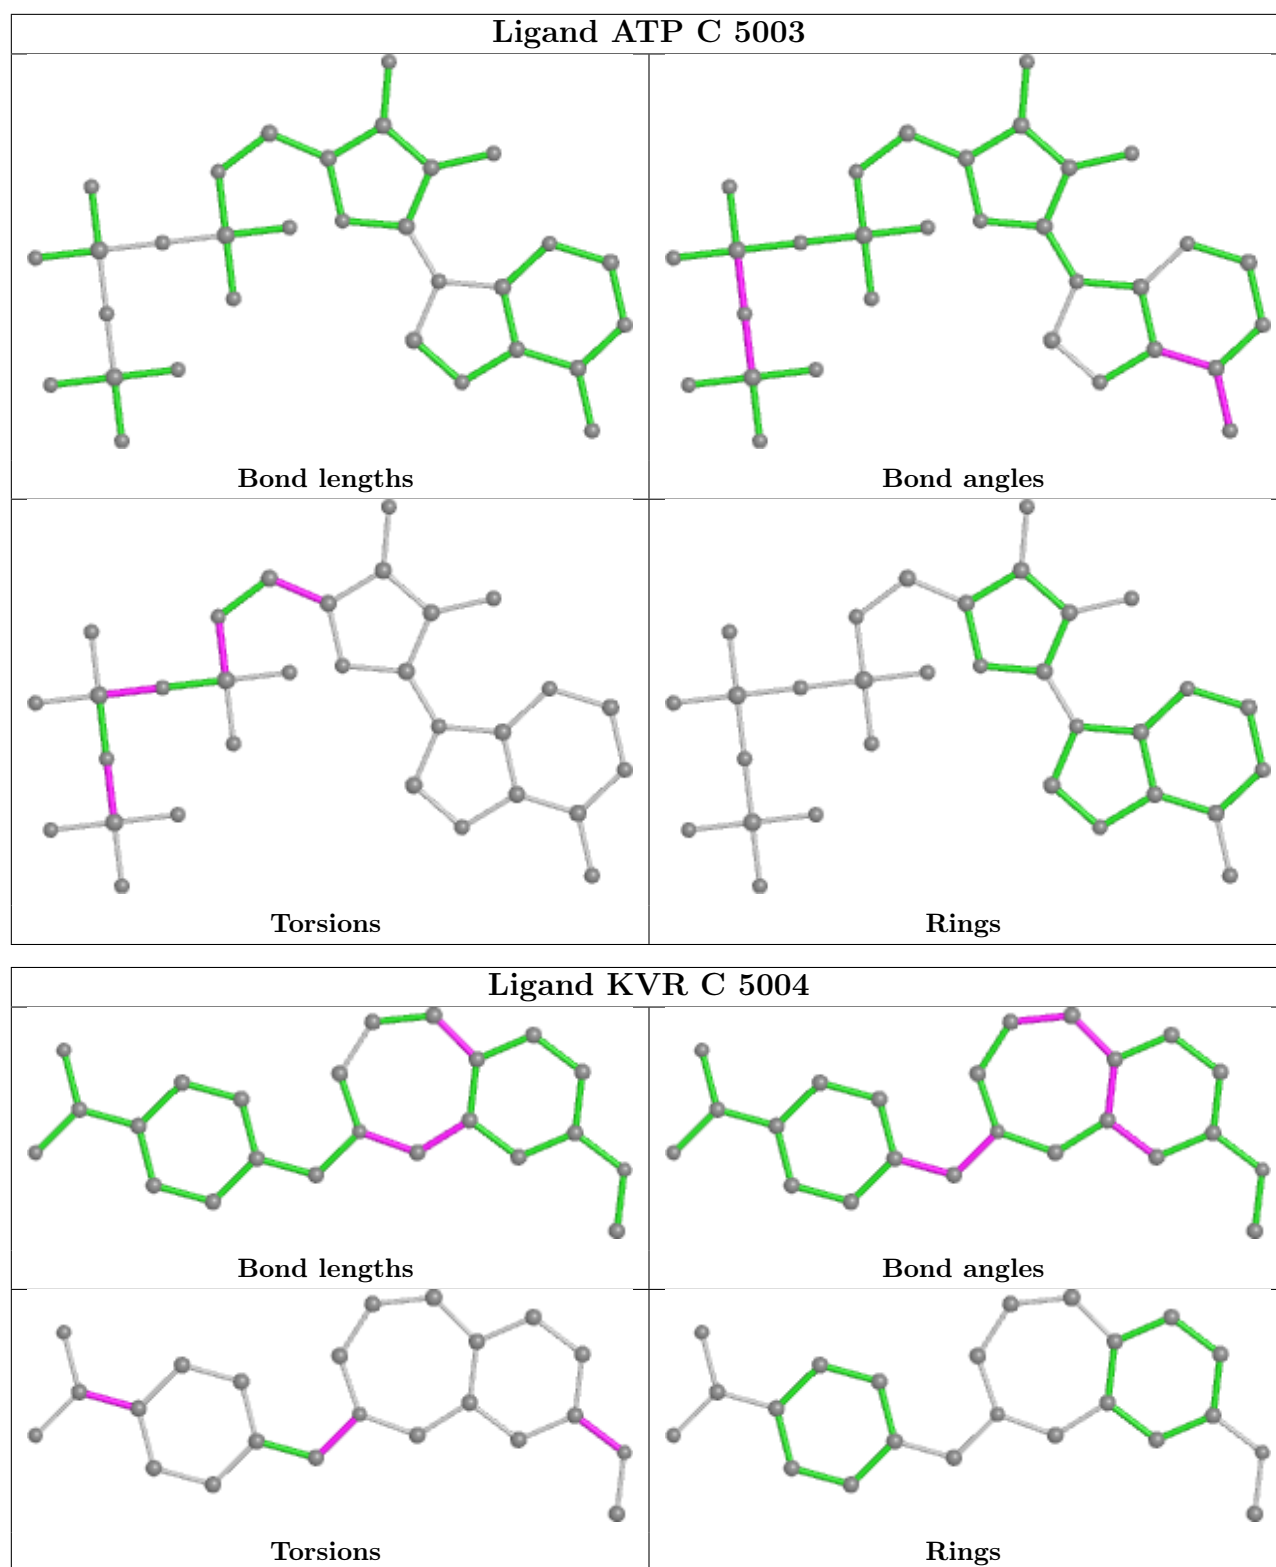 Ligand ATP C 5003
Bond lengths
Bond angles
Torsions
Rings
Ligand KVR C 5004
Bond lengths
Bond angles
Torsions
Rings